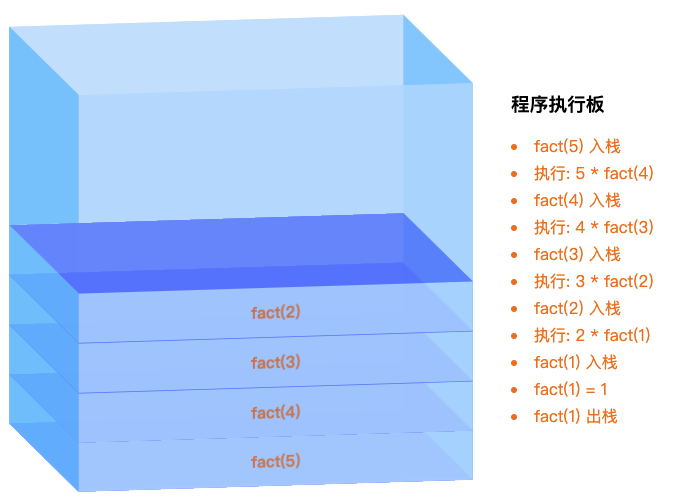 程序执行板
fact(5) 入栈
执行: 5 * fact(4)
fact(4) 入栈
执行: 4 * fact(3)
fact(3) 入栈
执行: 3 * fact(2)
fact(2) 入栈
执行: 2 * fact(1)
fact(1) 入栈
fact(1) = 1
fact(1) 出栈
fact(2)
fact(3)
fact(4)
fact(5)